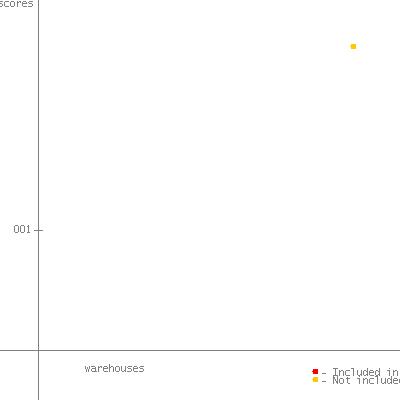 scores
001
warehouses
- Included in
- Not included